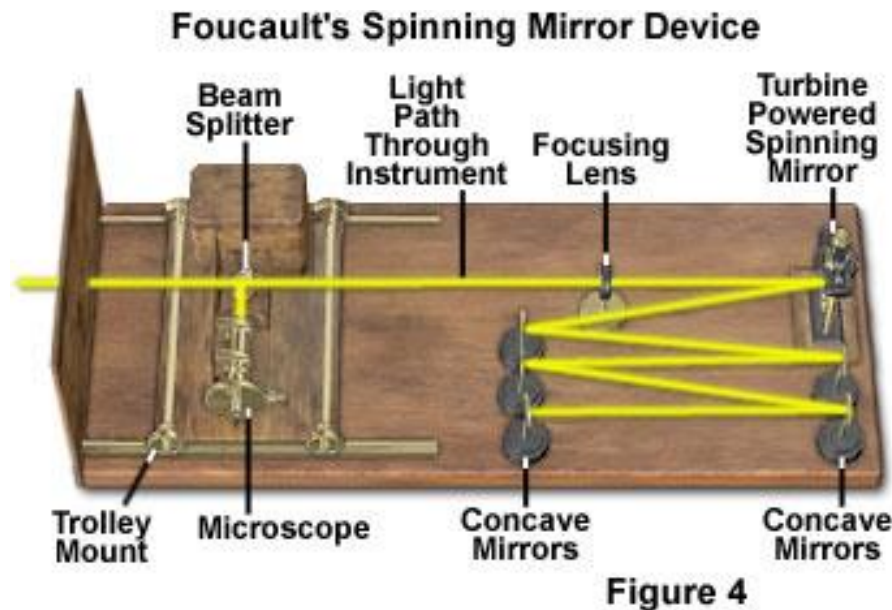 Foucault's Spinning Mirror Device
Beam
Splitter
Light
Path
Through
Instrument
Focusing
Lens
Turbine
Powered
Spinning
Mirror
Trolley
Mount
Microscope
Concave
Mirrors
Concave
Mirrors
Figure 4